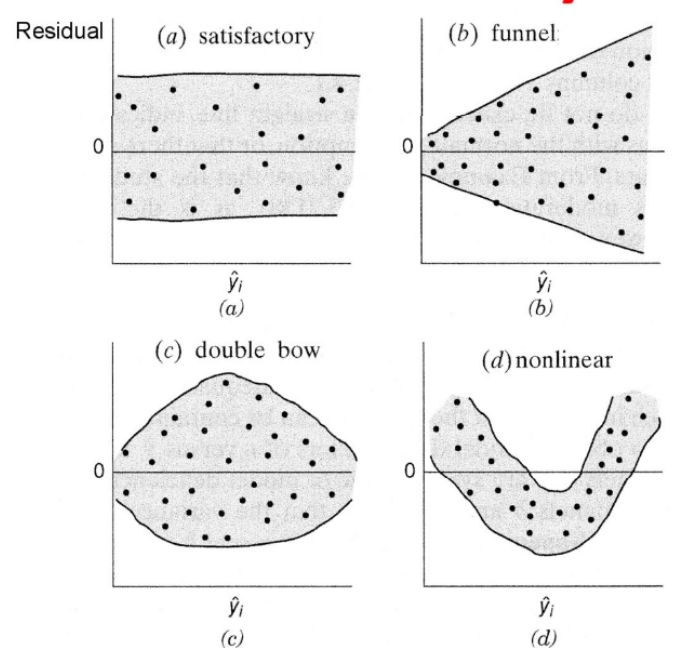 Residual
(a) satisfactory
0
ŷᵢ
(a)
(b) funnel
0
ŷᵢ
(b)
(c) double bow
0
ŷᵢ
(c)
(d) nonlinear
0
ŷᵢ
(d)